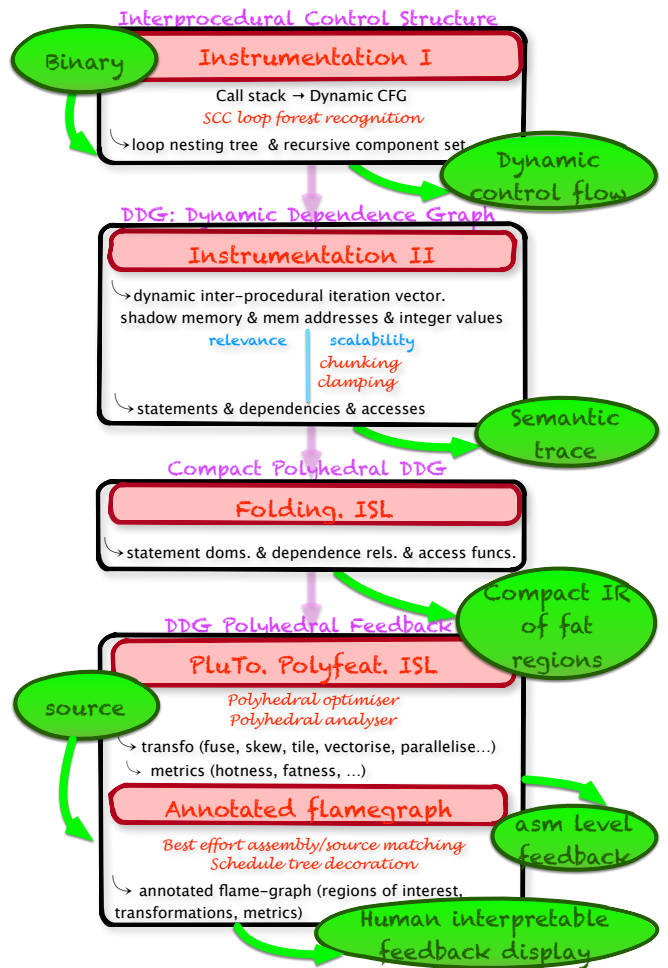 Interprocedural Control Structure
Binary
Instrumentation I
Call stack → Dynamic CFG
SCC loop forest recognition
loop nesting tree & recursive component set
Dynamic
control flow
DDG: Dynamic Dependence Graph
Instrumentation II
dynamic inter-procedural iteration vector.
shadow memory & mem addresses & integer values
relevance
scalability
chunking
clamping
statements & dependencies & accesses
Semantic
trace
Compact Polyhedral DDG
Folding. ISL
statement doms. & dependence rels. & access funcs.
Compact IR
of fat
regions
DDG Polyhedral Feedback
PluTo. Polyfeat. ISL
source
Polyhedral optimiser
Polyhedral analyser
transfo (fuse, skew, tile, vectorise, parallelise…)
metrics (hotness, fatness, …)
Annotated flamegraph
asm level
feedback
Best effort assembly/source matching
Schedule tree decoration
annotated flame-graph (regions of interest,
transformations, metrics)
Human interpretable
feedback display